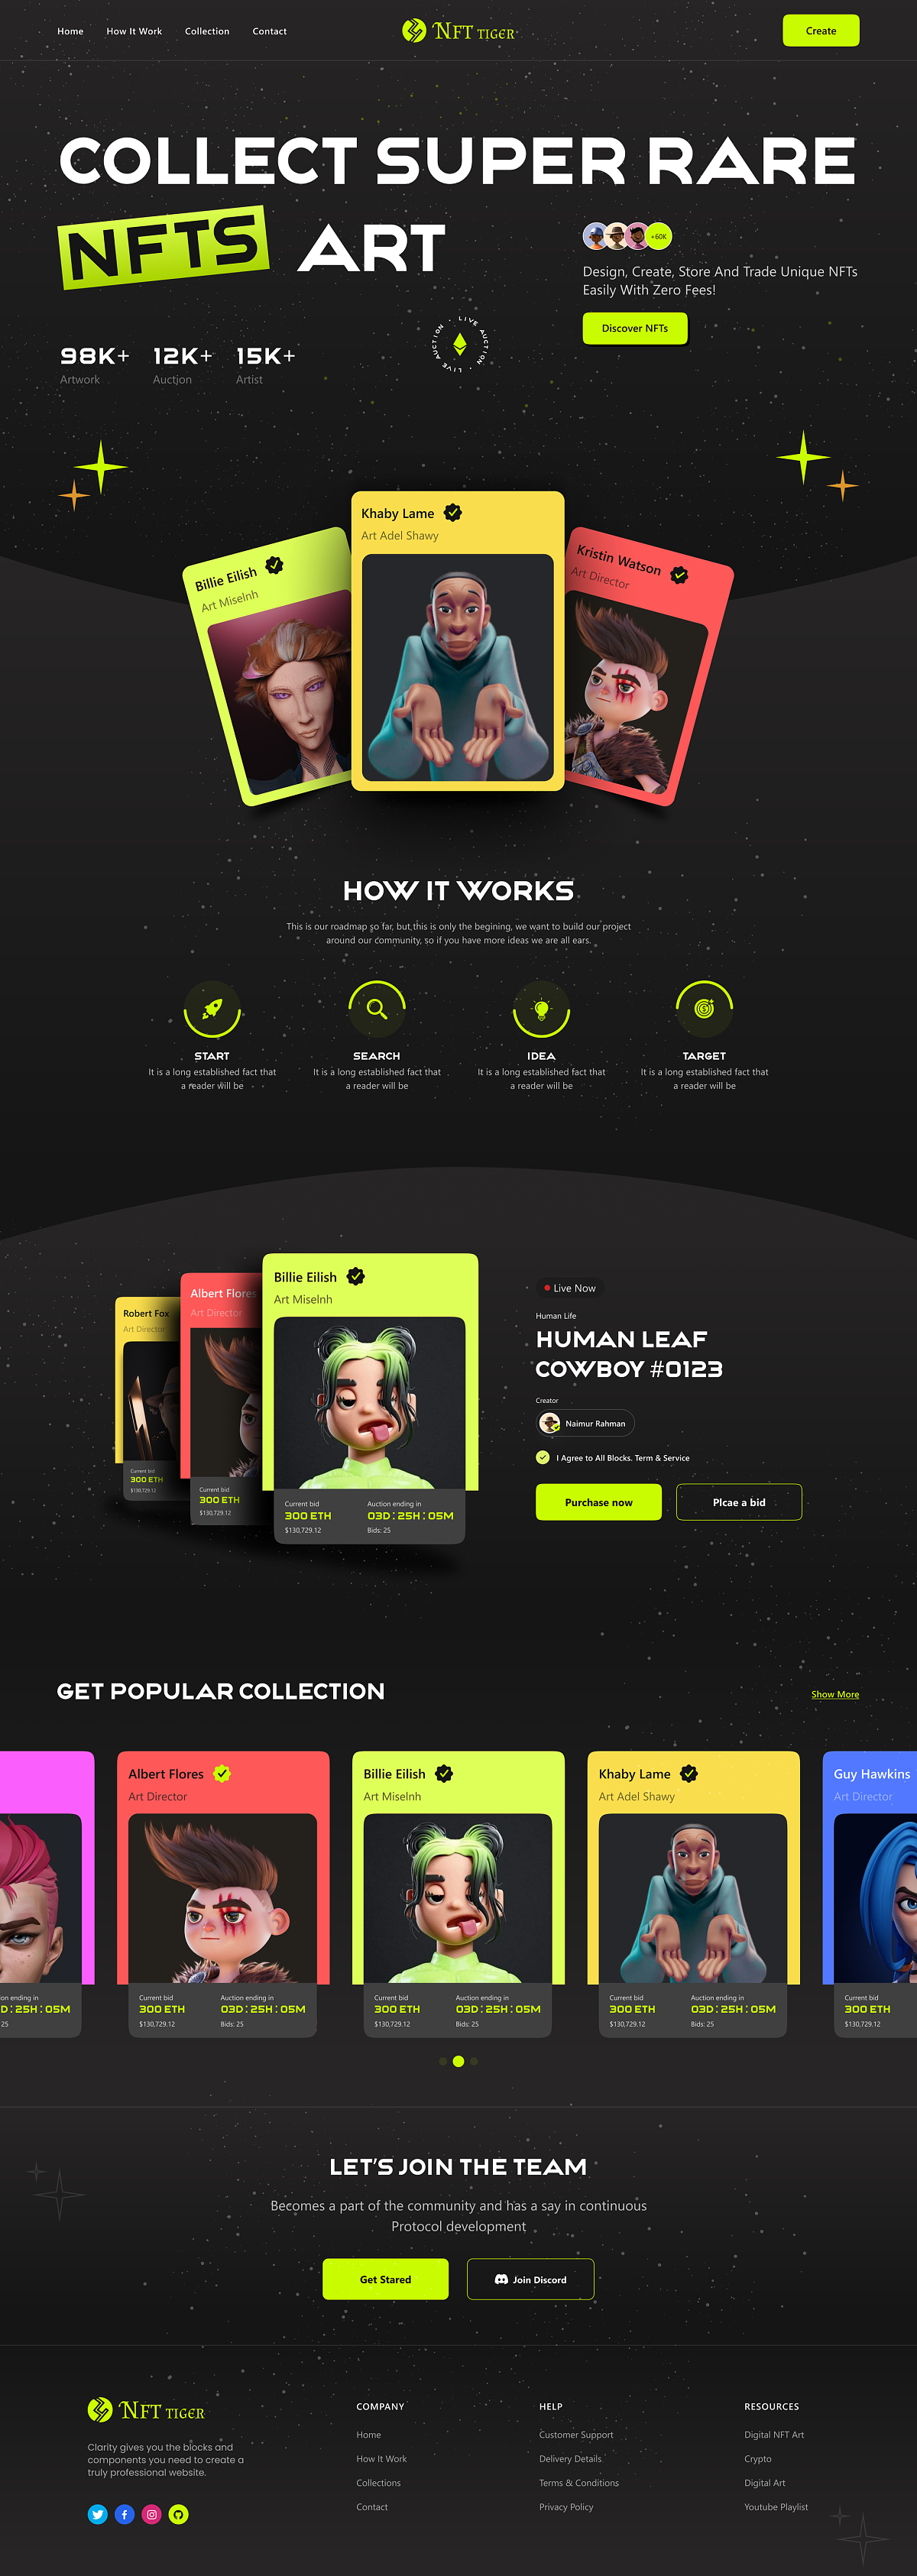 Home How It Work Collection Contact
NFT TIGER
Create
COLLECT SUPER RARE
NFTS ART
+60K
Design, Create, Store And Trade Unique NFTs
Easily With Zero Fees!
Discover NFTs
98K+ 12K+ 15K+
Artwork Auction Artist
LIVE AUCTION · LIVE AUCTION ·
Billie Eilish
Art Miselnh
Khaby Lame
Art Adel Shawy
Kristin Watson
Art Director
HOW IT WORKS
This is our roadmap so far, but this is only the begining, we want to build our project
around our community, so if you have more ideas we are all ears.
START
It is a long established fact that
a reader will be
SEARCH
It is a long established fact that
a reader will be
IDEA
It is a long established fact that
a reader will be
TARGET
It is a long established fact that
a reader will be
Robert Fox
Art Director
Current bid
300 ETH
$130,729.12
Albert Flores
Art Director
Current bid
300 ETH
$130,729.12
Billie Eilish
Art Miselnh
Current bid Auction ending in
300 ETH 03D : 25H : 05M
$130,729.12 Bids: 25
Live Now
Human Life
HUMAN LEAF
COWBOY #0123
Creator
Naimur Rahman
I Agree to All Blocks. Term & Service
Purchase now
Plcae a bid
GET POPULAR COLLECTION
Show More
on ending in
D : 25H : 05M
25
Albert Flores
Art Director
Current bid Auction ending in
300 ETH 03D : 25H : 05M
$130,729.12 Bids: 25
Billie Eilish
Art Miselnh
Current bid Auction ending in
300 ETH 03D : 25H : 05M
$130,729.12 Bids: 25
Khaby Lame
Art Adel Shawy
Current bid Auction ending in
300 ETH 03D : 25H : 05M
$130,729.12 Bids: 25
Guy Hawkins
Art Director
Current bid
300 ETH
$130,729.12
LET'S JOIN THE TEAM
Becomes a part of the community and has a say in continuous
Protocol development
Get Stared
Join Discord
NFT TIGER
Clarity gives you the blocks and
components you need to create a
truly professional website.
COMPANY
Home
How It Work
Collections
Contact
HELP
Customer Support
Delivery Details
Terms & Conditions
Privacy Policy
RESOURCES
Digital NFT Art
Crypto
Digital Art
Youtube Playlist